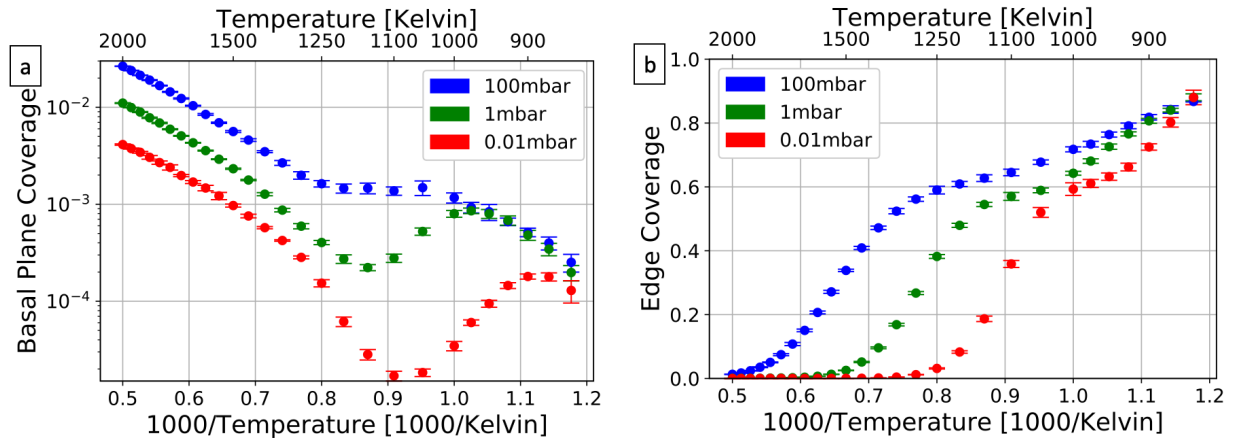 Temperature [Kelvin]
2000 1500 1250 1100 1000 900
a
Basal Plane Coverage
10⁻²
10⁻³
10⁻⁴
100mbar
1mbar
0.01mbar
0.5 0.6 0.7 0.8 0.9 1.0 1.1 1.2
1000/Temperature [1000/Kelvin]
Temperature [Kelvin]
2000 1500 1250 1100 1000 900
b
Edge Coverage
1.0
0.8
0.6
0.4
0.2
0.0
100mbar
1mbar
0.01mbar
0.5 0.6 0.7 0.8 0.9 1.0 1.1 1.2
1000/Temperature [1000/Kelvin]